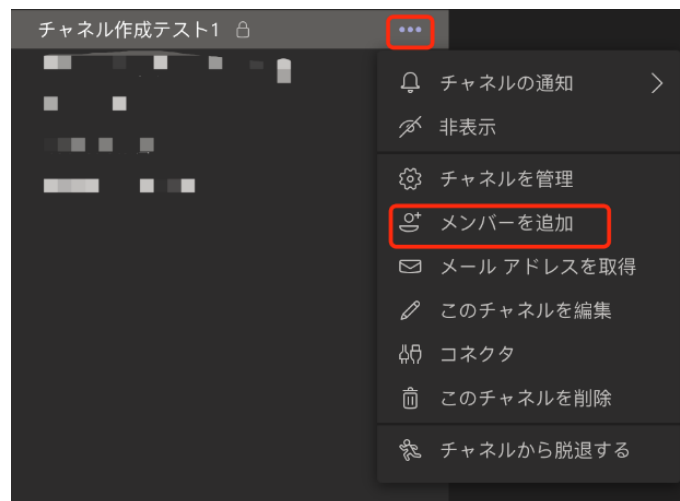 チャネル作成テスト1
チャネルの通知
非表示
チャネルを管理
メンバーを追加
メール アドレスを取得
このチャネルを編集
コネクタ
このチャネルを削除
チャネルから脱退する